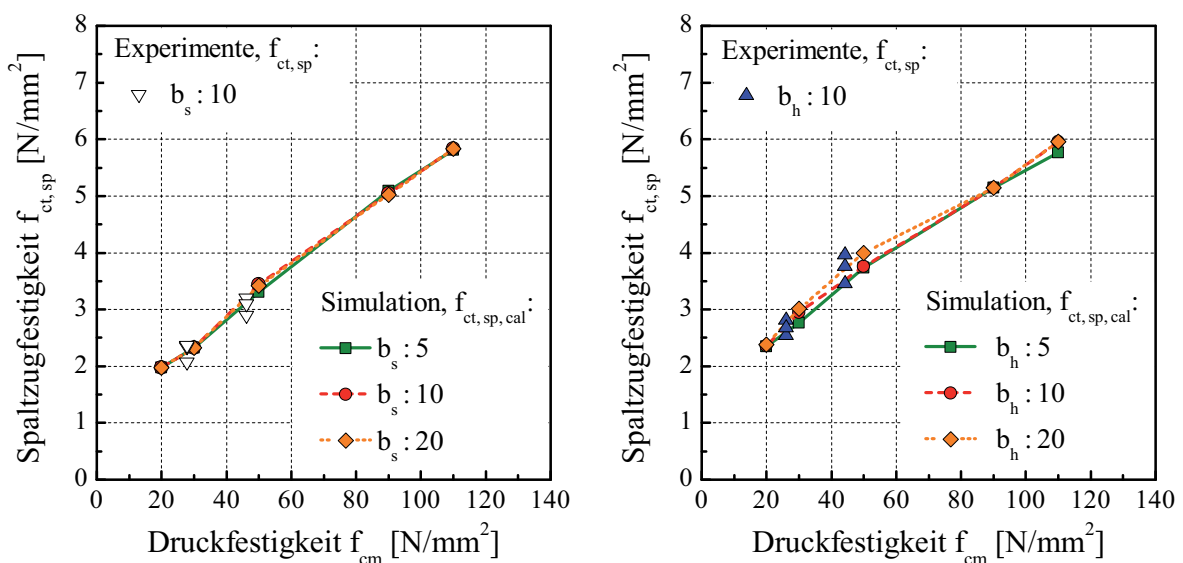 Experimente, f_ct,sp:
b_s : 10
Simulation, f_ct,sp,cal:
b_s : 5
b_s : 10
b_s : 20
Spaltzugfestigkeit f_ct,sp [N/mm²]
8
7
6
5
4
3
2
1
0
0 20 40 60 80 100 120 140
Druckfestigkeit f_cm [N/mm²]
Experimente, f_ct,sp:
b_h : 10
Simulation, f_ct,sp,cal:
b_h : 5
b_h : 10
b_h : 20
Spaltzugfestigkeit f_ct,sp [N/mm²]
8
7
6
5
4
3
2
1
0
0 20 40 60 80 100 120 140
Druckfestigkeit f_cm [N/mm²]